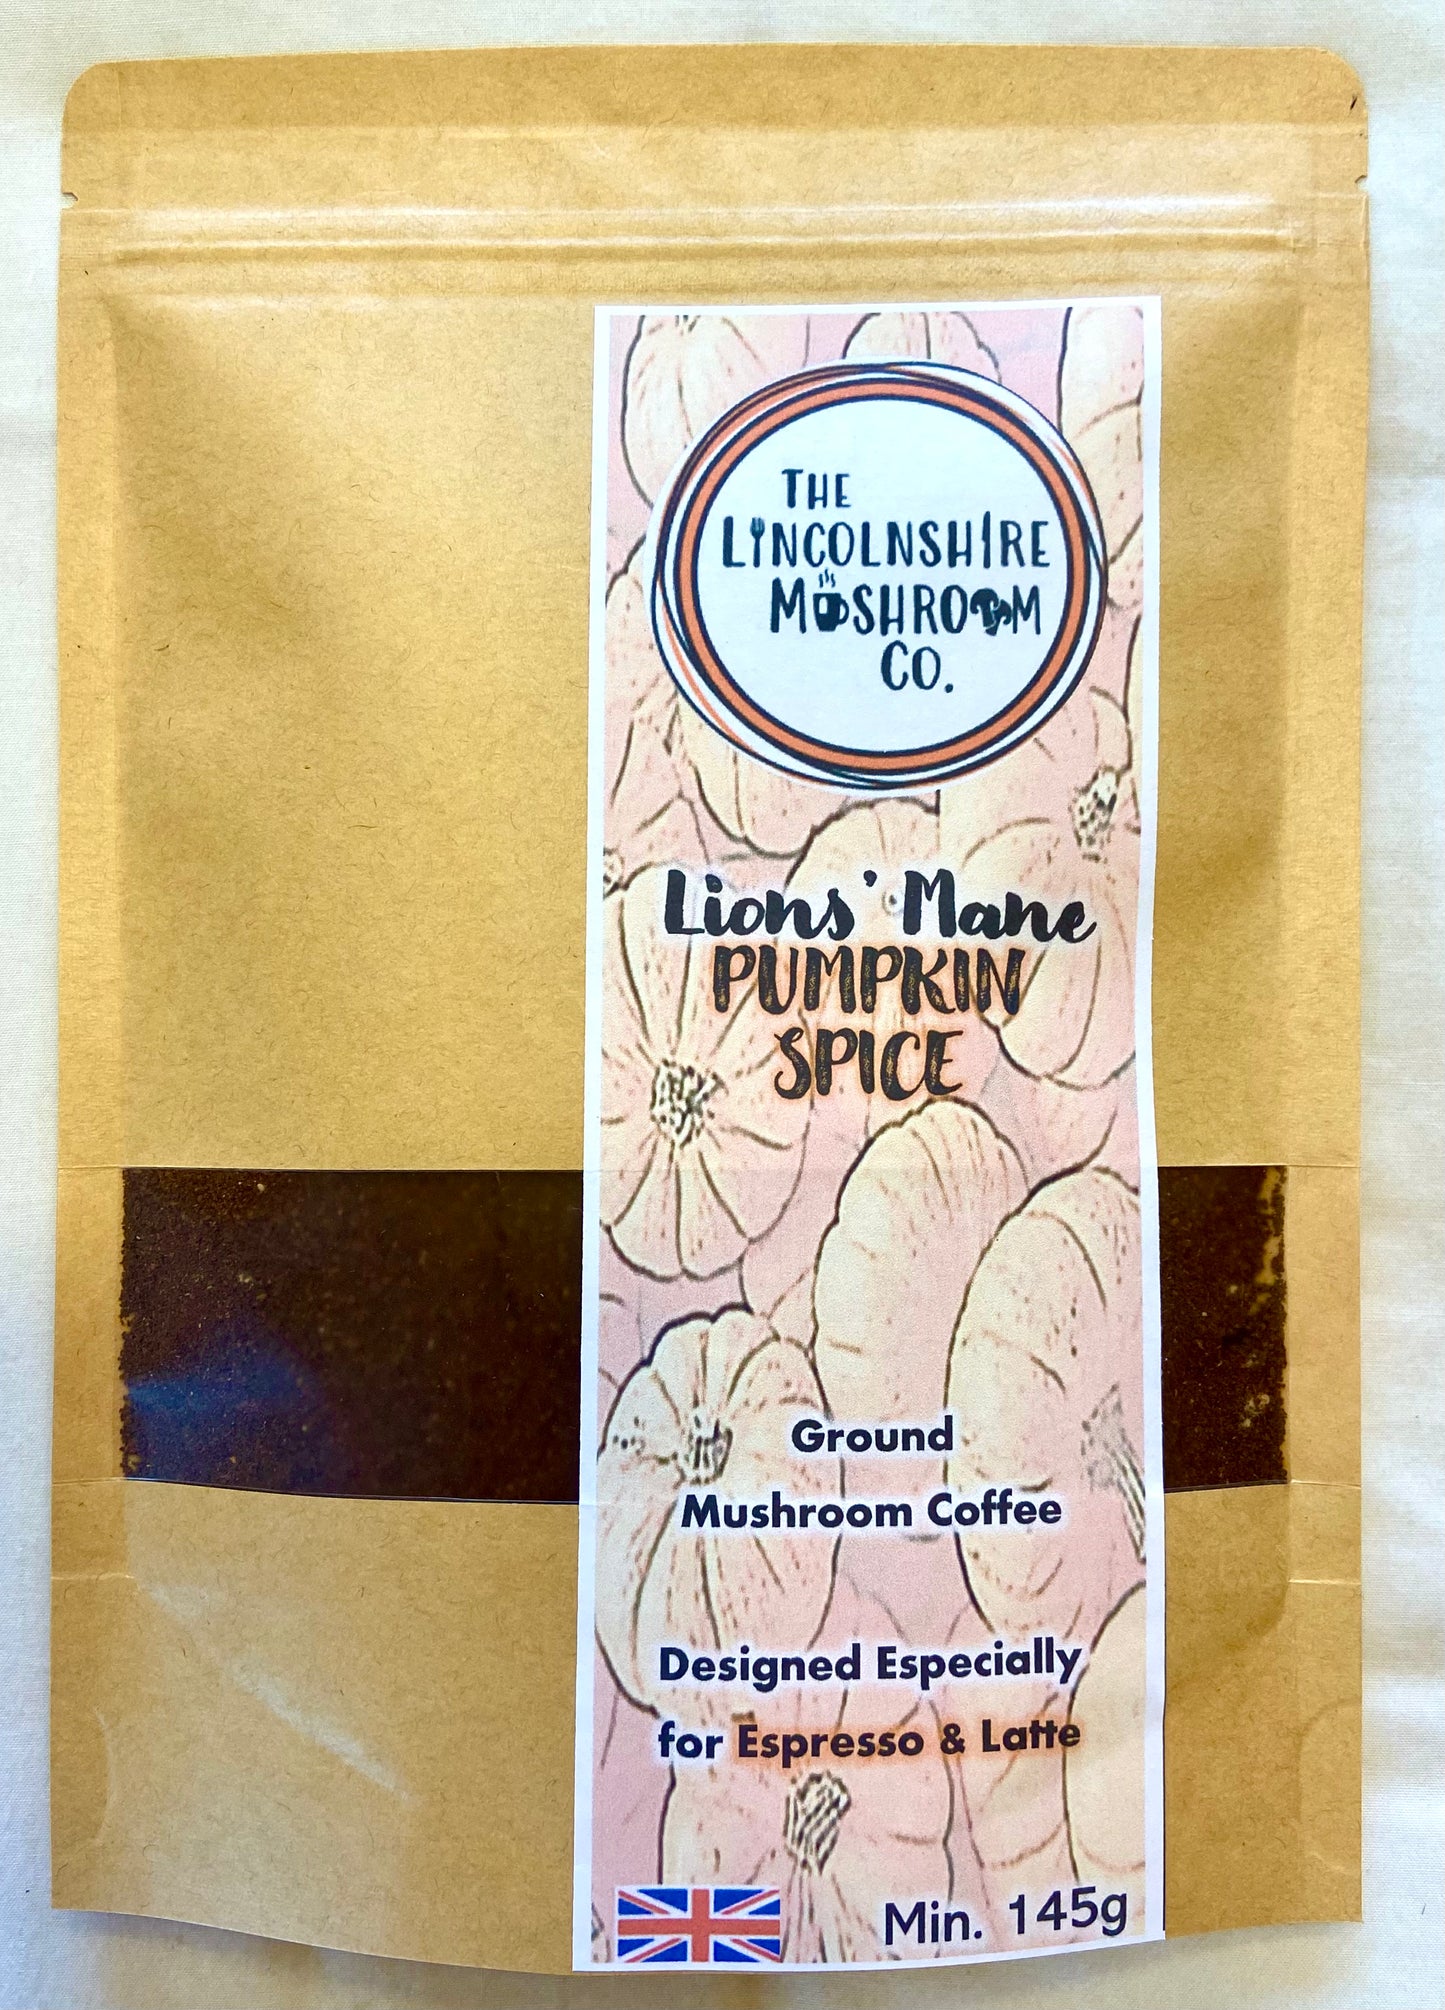 THE
LINCOLNSHIRE
MUSHROOM
CO.
Lions' Mane
PUMPKIN
SPICE
Ground
Mushroom Coffee
Designed Especially
for Espresso & Latte
Min. 145g